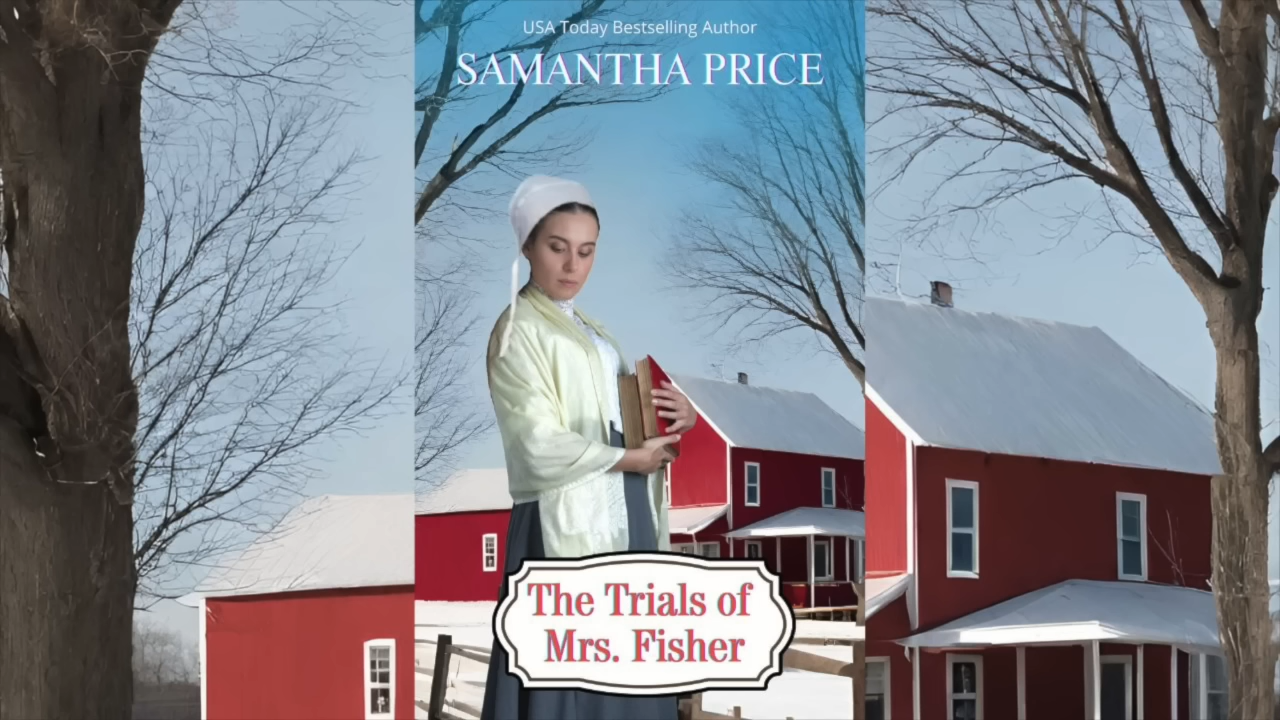 USA Today Bestselling Author
SAMANTHA PRICE
The Trials of
Mrs. Fisher